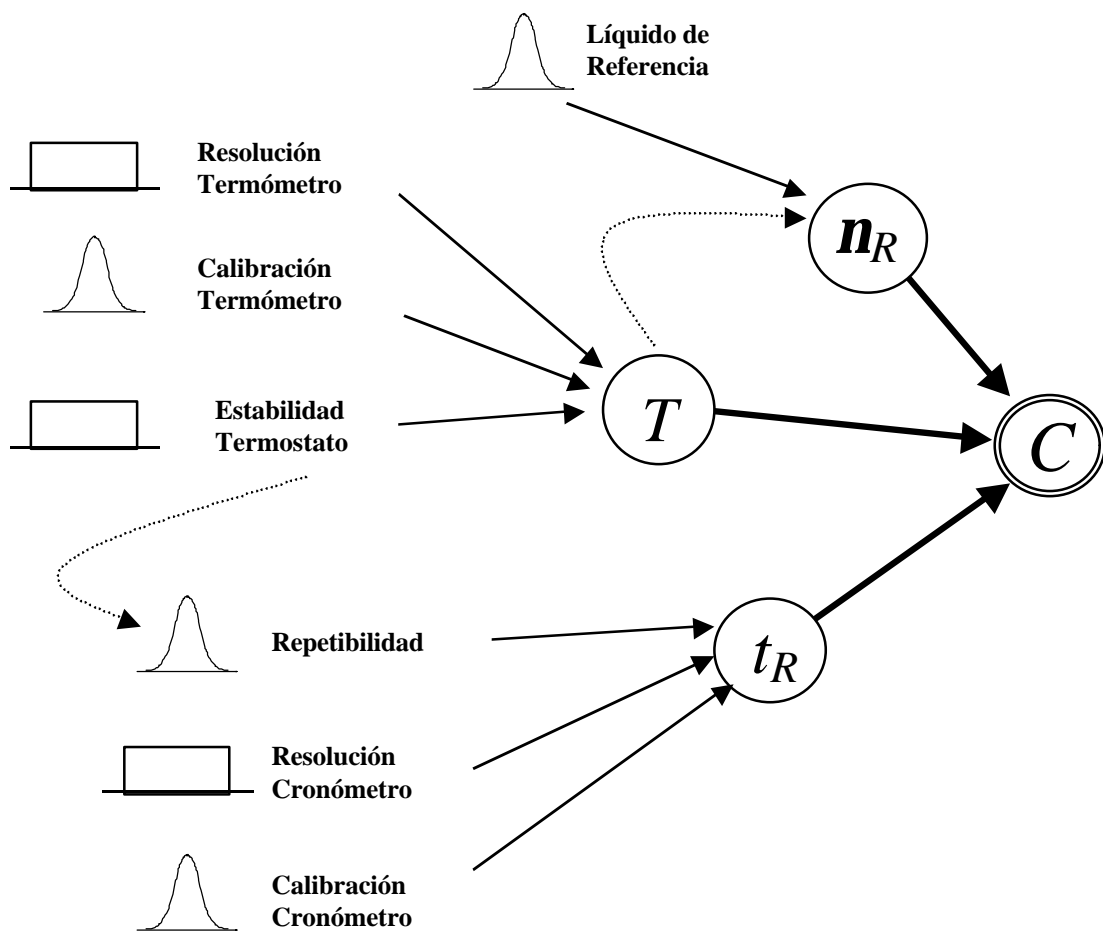 Líquido de
Referencia
Resolución
Termómetro
n_R
Calibración
Termómetro
Estabilidad
Termostato
T
C
Repetibilidad
t_R
Resolución
Cronómetro
Calibración
Cronómetro